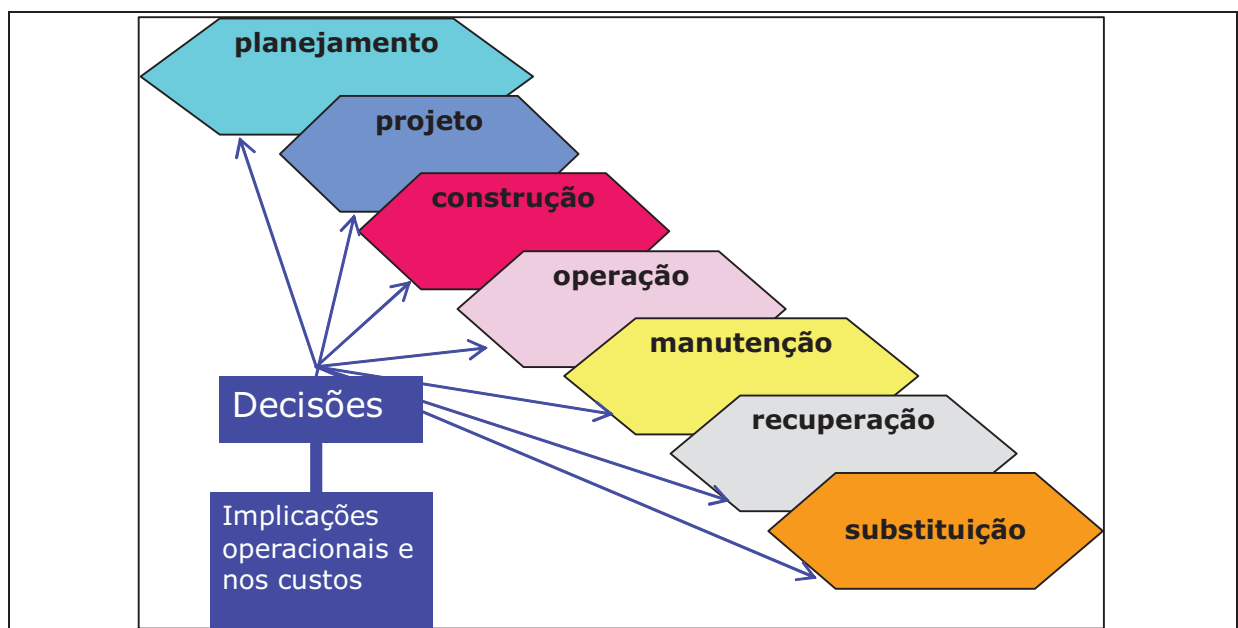 planejamento
projeto
construção
operação
manutenção
recuperação
substituição
Decisões
Implicações
operacionais e
nos custos